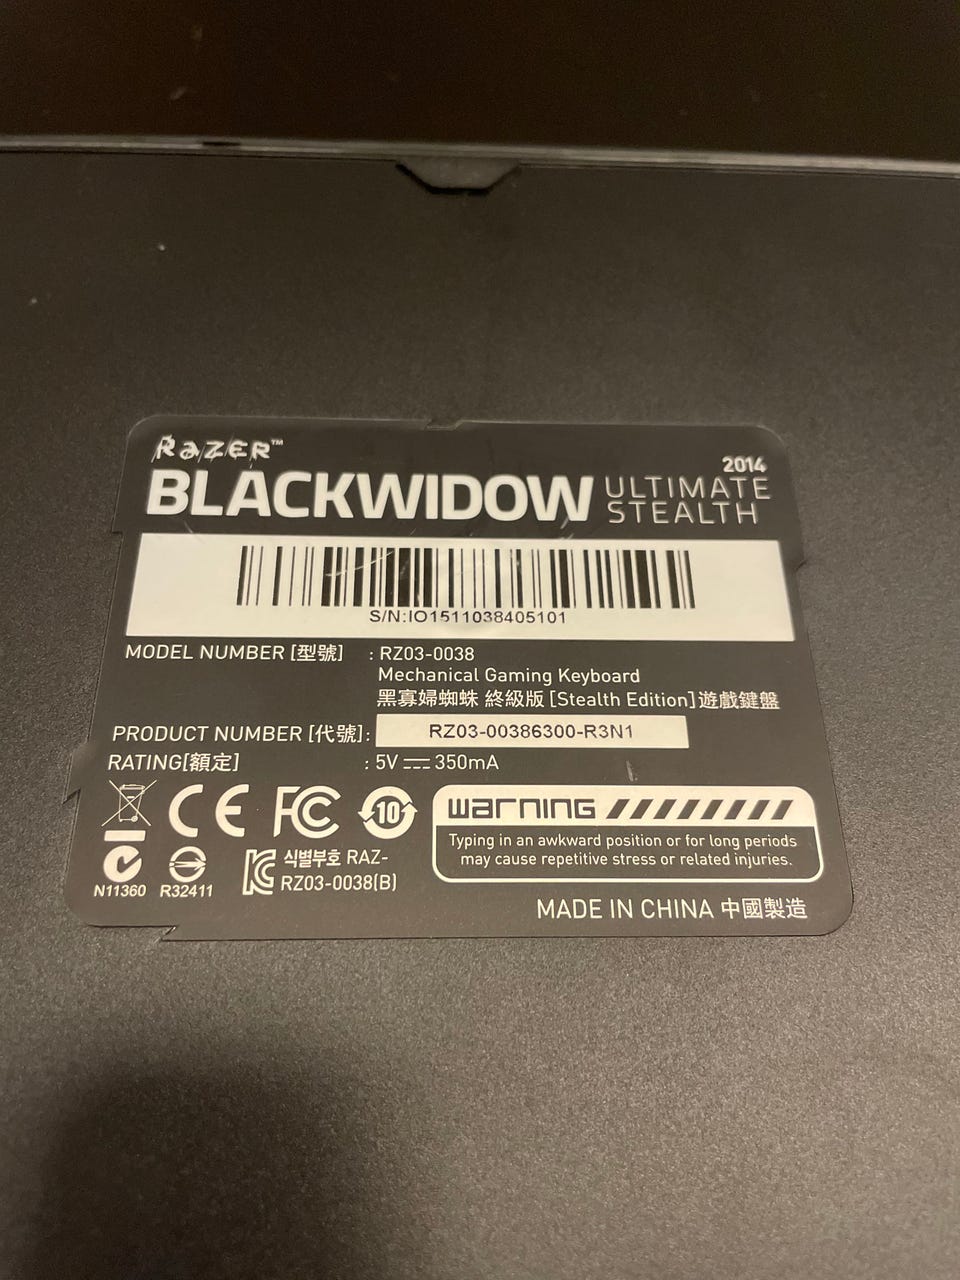 RAZER™
BLACKWIDOW
2014
ULTIMATE
STEALTH
S/N:IO1511038405101
MODEL NUMBER [型號] : RZ03-0038
Mechanical Gaming Keyboard
黑寡婦蜘蛛 終級版 [Stealth Edition]遊戲鍵盤
PRODUCT NUMBER [代號]: RZ03-00386300-R3N1
RATING[額定] : 5V 350mA
CE FC 10
warning
Typing in an awkward position or for long periods
may cause repetitive stress or related injuries.
N11360
R32411
식별부호 RAZ-
RZ03-0038(B)
MADE IN CHINA 中國製造